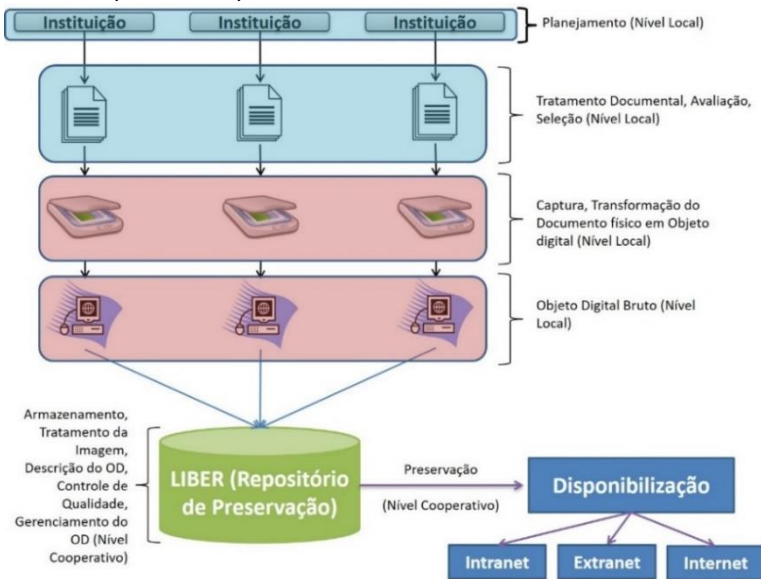 Instituição
Instituição
Instituição
Planejamento (Nível Local)
Tratamento Documental, Avaliação,
Seleção (Nível Local)
Captura, Transformação do
Documento físico em Objeto
digital (Nível Local)
Objeto Digital Bruto (Nível
Local)
Armazenamento,
Tratamento da
Imagem,
Descrição do OD,
Controle de
Qualidade,
Gerenciamento do
OD (Nível
Cooperativo)
LIBER (Repositório
de Preservação)
Preservação
(Nível Cooperativo)
Disponibilização
Intranet
Extranet
Internet